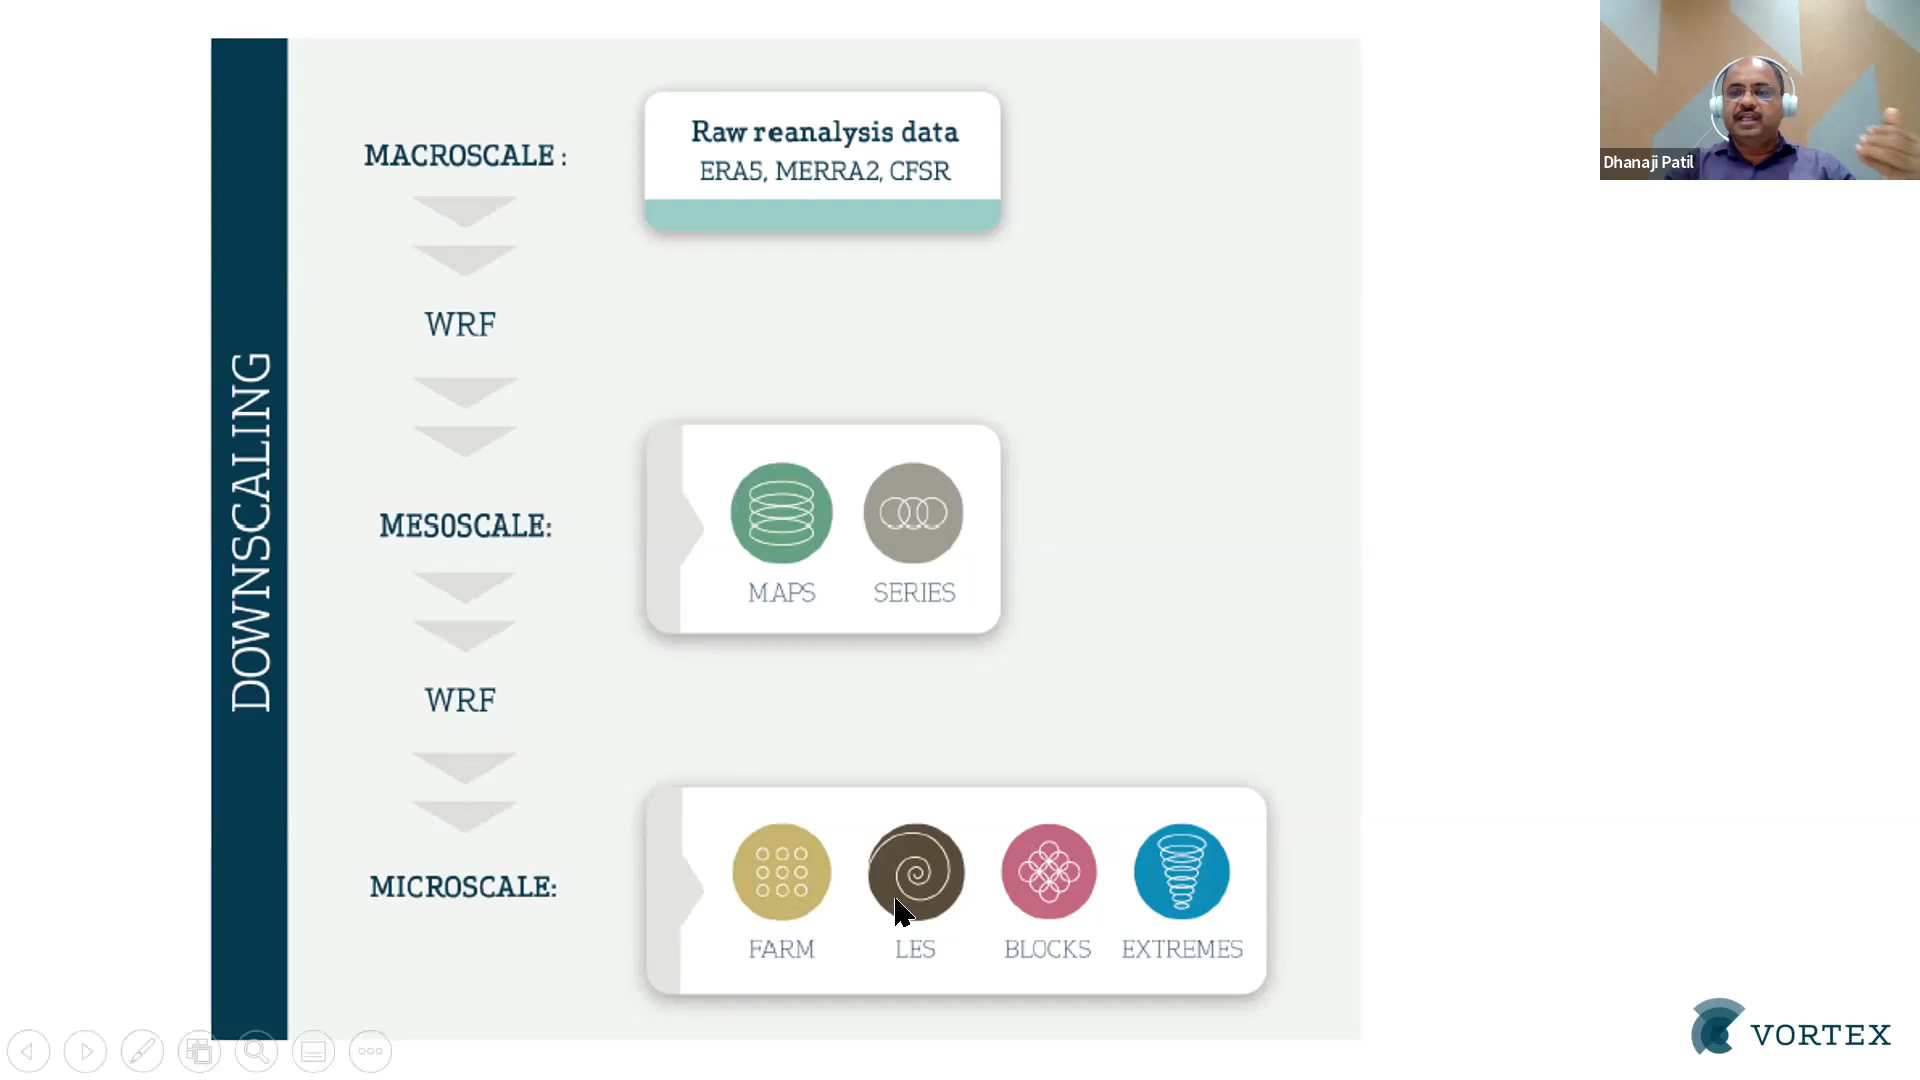 DOWNSCALING
MACROSCALE :
Raw reanalysis data
ERA5, MERRA2, CFSR
WRF
MESOSCALE:
MAPS
SERIES
WRF
MICROSCALE:
FARM
LES
BLOCKS
EXTREMES
Dhanaji Patil
VORTEX